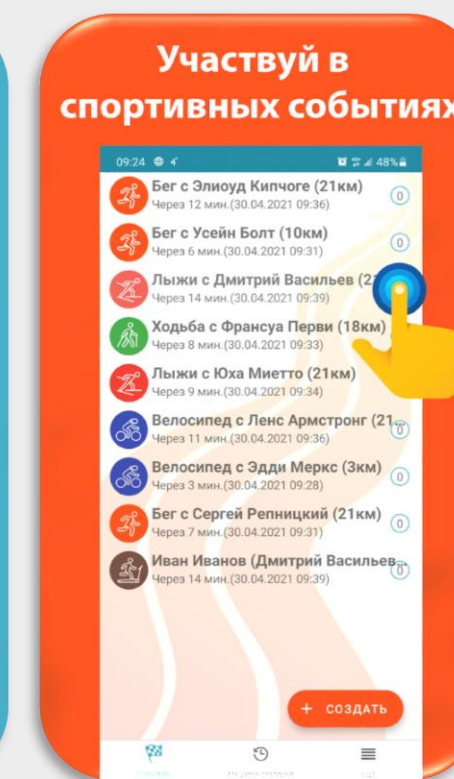 Участвуй в
спортивных событиях
09:24 48%
Бег с Элиоуд Кипчоге (21км)
Через 12 мин.(30.04.2021 09:36)
0
Бег с Усейн Болт (10км)
Через 6 мин.(30.04.2021 09:31)
0
Лыжи с Дмитрий Васильев (2
Через 14 мин.(30.04.2021 09:39)
Ходьба с Франсуа Перви (18км)
Через 8 мин.(30.04.2021 09:33)
Лыжи с Юха Миетто (21км)
Через 9 мин.(30.04.2021 09:34)
Велосипед с Ленс Армстронг (21...
Через 11 мин.(30.04.2021 09:36)
0
Велосипед с Эдди Меркс (3км)
Через 3 мин.(30.04.2021 09:28)
0
Бег с Сергей Репницкий (21км)
Через 7 мин.(30.04.2021 09:31)
0
Иван Иванов (Дмитрий Васильев...
Через 14 мин.(30.04.2021 09:39)
0
+ СОЗДАТЬ